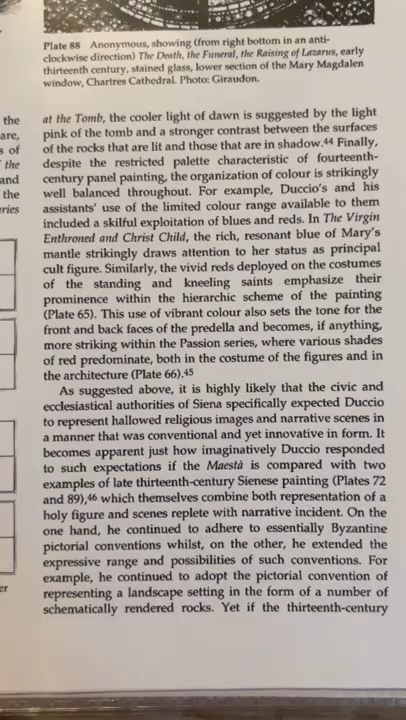 Plate 88 Anonymous, showing (from right bottom in an anti-
clockwise direction) The Death, the Funeral, the Raising of Lazarus, early
thirteenth century, stained glass, lower section of the Mary Magdalen
window, Chartres Cathedral. Photo: Giraudon.
at the Tomb, the cooler light of dawn is suggested by the light
pink of the tomb and a stronger contrast between the surfaces
of the rocks that are lit and those that are in shadow.44 Finally,
despite the restricted palette characteristic of fourteenth-
century panel painting, the organization of colour is strikingly
well balanced throughout. For example, Duccio's and his
assistants' use of the limited colour range available to them
included a skilful exploitation of blues and reds. In The Virgin
Enthroned and Christ Child, the rich, resonant blue of Mary's
mantle strikingly draws attention to her status as principal
cult figure. Similarly, the vivid reds deployed on the costumes
of the standing and kneeling saints emphasize their
prominence within the hierarchic scheme of the painting
(Plate 65). This use of vibrant colour also sets the tone for the
front and back faces of the predella and becomes, if anything,
more striking within the Passion series, where various shades
of red predominate, both in the costume of the figures and in
the architecture (Plate 66).45
As suggested above, it is highly likely that the civic and
ecclesiastical authorities of Siena specifically expected Duccio
to represent hallowed religious images and narrative scenes in
a manner that was conventional and yet innovative in form. It
becomes apparent just how imaginatively Duccio responded
to such expectations if the Maestà is compared with two
examples of late thirteenth-century Sienese painting (Plates 72
and 89),46 which themselves combine both representation of a
holy figure and scenes replete with narrative incident. On the
one hand, he continued to adhere to essentially Byzantine
pictorial conventions whilst, on the other, he extended the
expressive range and possibilities of such conventions. For
example, he continued to adopt the pictorial convention of
representing a landscape setting in the form of a number of
schematically rendered rocks. Yet if the thirteenth-century
the
of
the
and
the